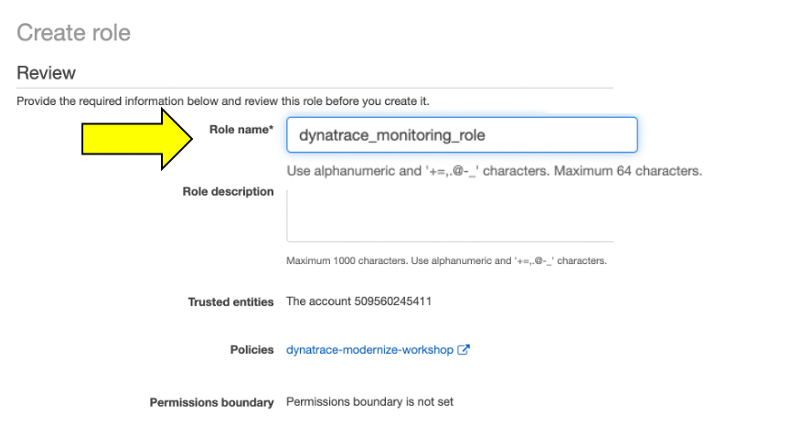 Create role
Review
Provide the required information below and review this role before you create it.
Role name* dynatrace_monitoring_role
Use alphanumeric and '+=,.@-_' characters. Maximum 64 characters.
Role description
Maximum 1000 characters. Use alphanumeric and '+=,.@-_' characters.
Trusted entities The account 509560245411
Policies dynatrace-modernize-workshop
Permissions boundary Permissions boundary is not set